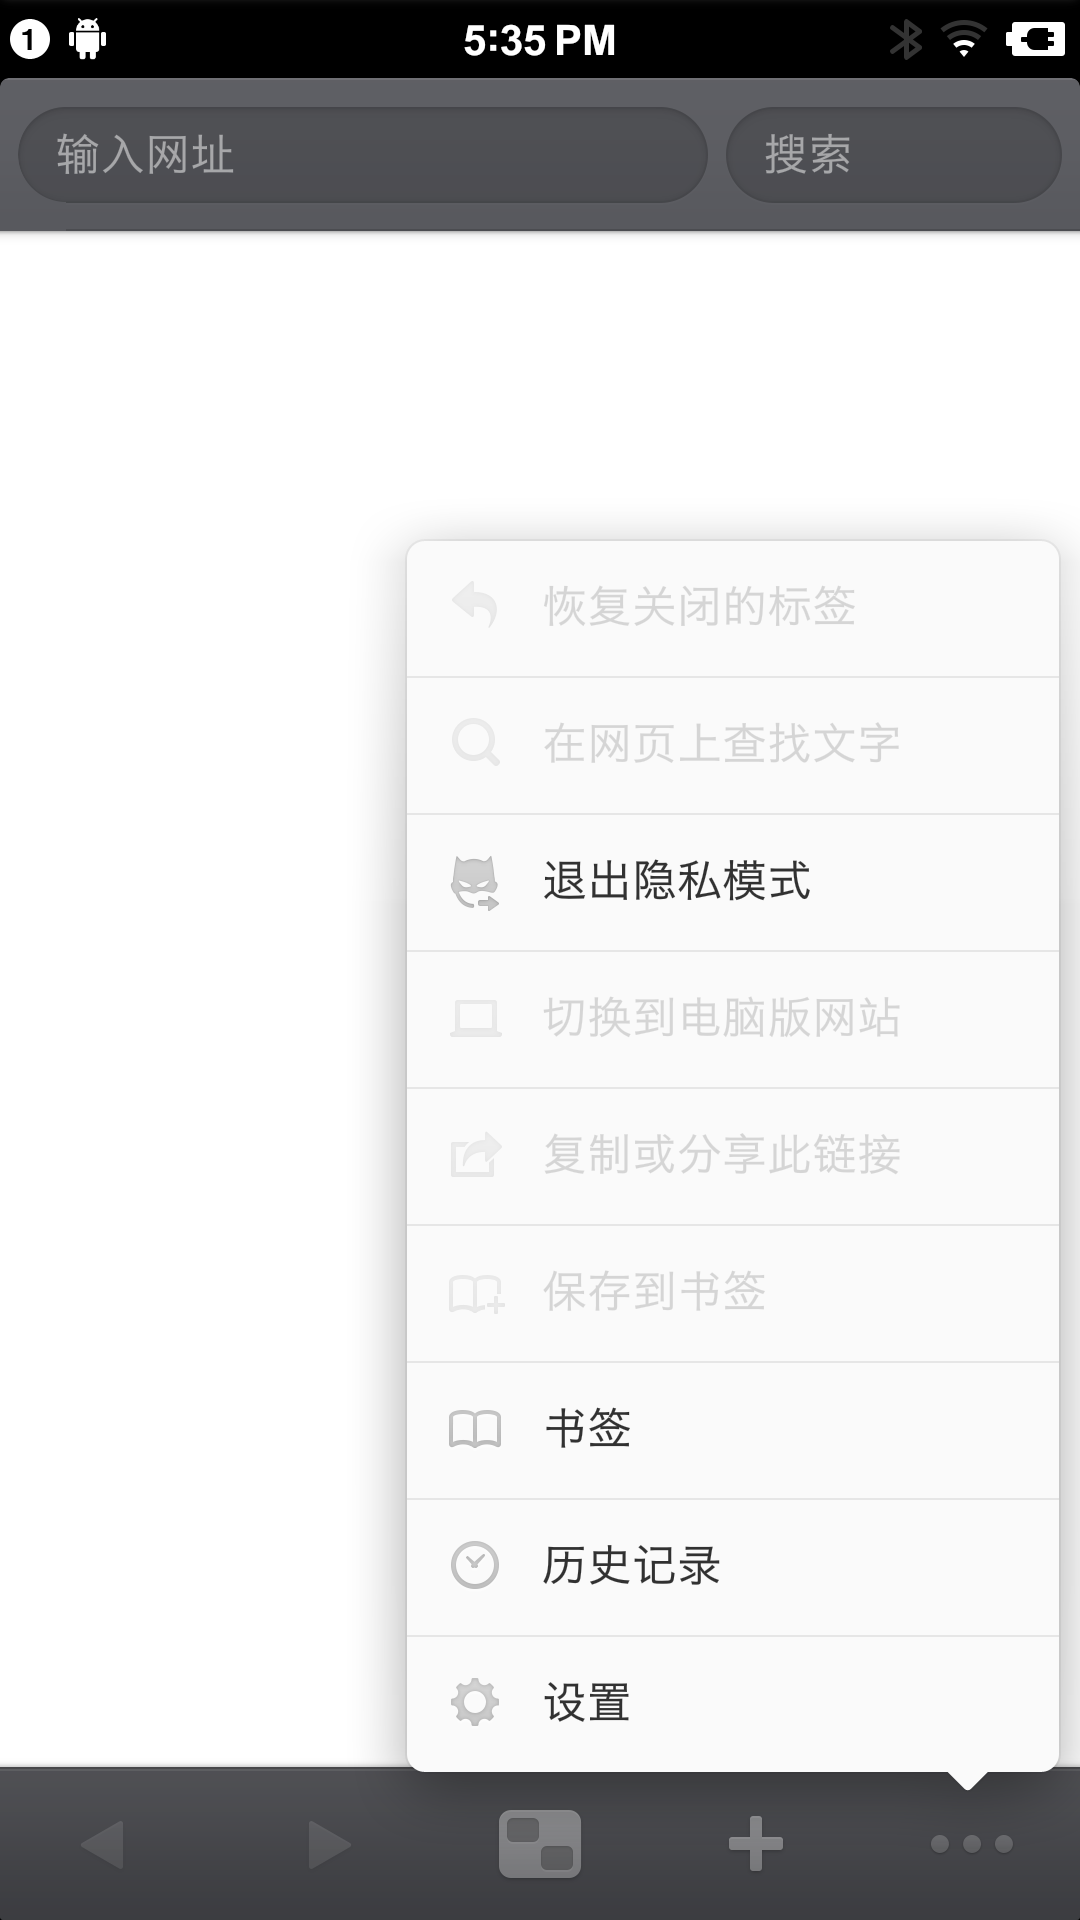 1
5:35 PM
输入网址
搜索
恢复关闭的标签
在网页上查找文字
退出隐私模式
切换到电脑版网站
复制或分享此链接
保存到书签
书签
历史记录
设置